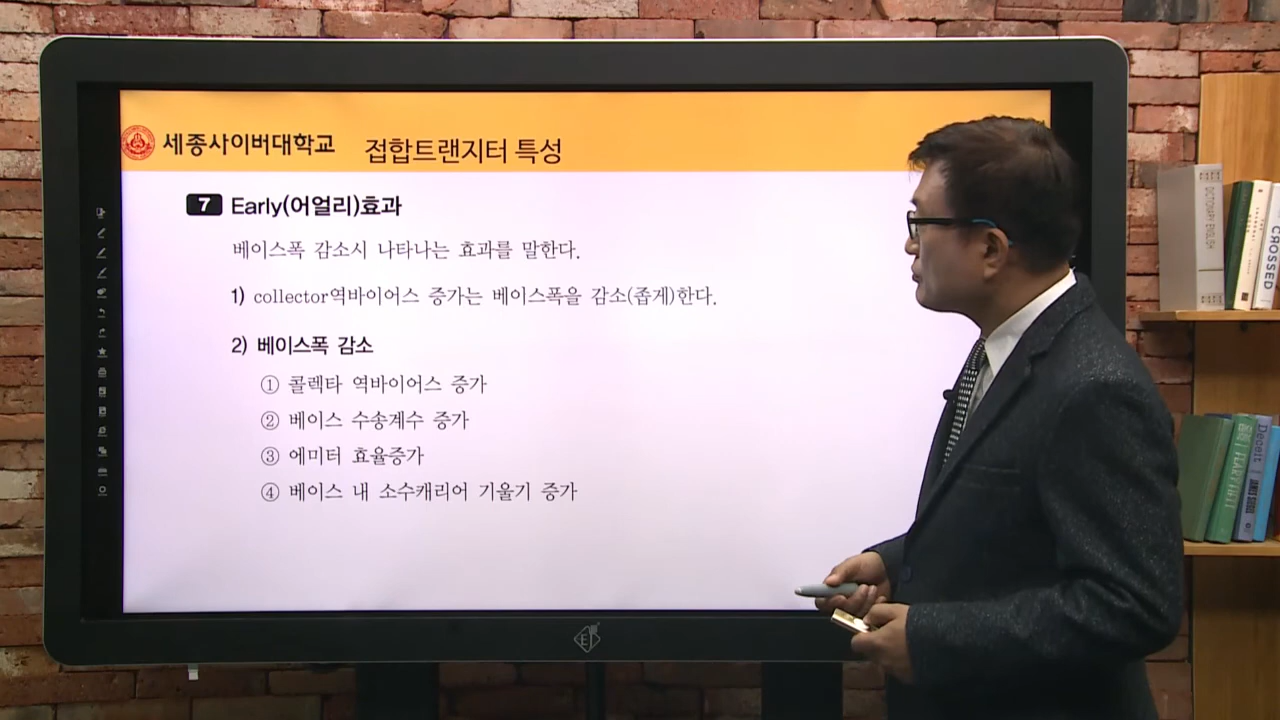 세종사이버대학교
접합트랜지터 특성
7 Early(어얼리)효과
베이스폭 감소시 나타나는 효과를 말한다.
1) collector역바이어스 증가는 베이스폭을 감소(좁게)한다.
2) 베이스폭 감소
① 콜렉타 역바이어스 증가
② 베이스 수송계수 증가
③ 에미터 효율증가
④ 베이스 내 소수캐리어 기울기 증가
DICTIONARY ENGLISH
CROSSED
Deceit
JAMES SIEGEL